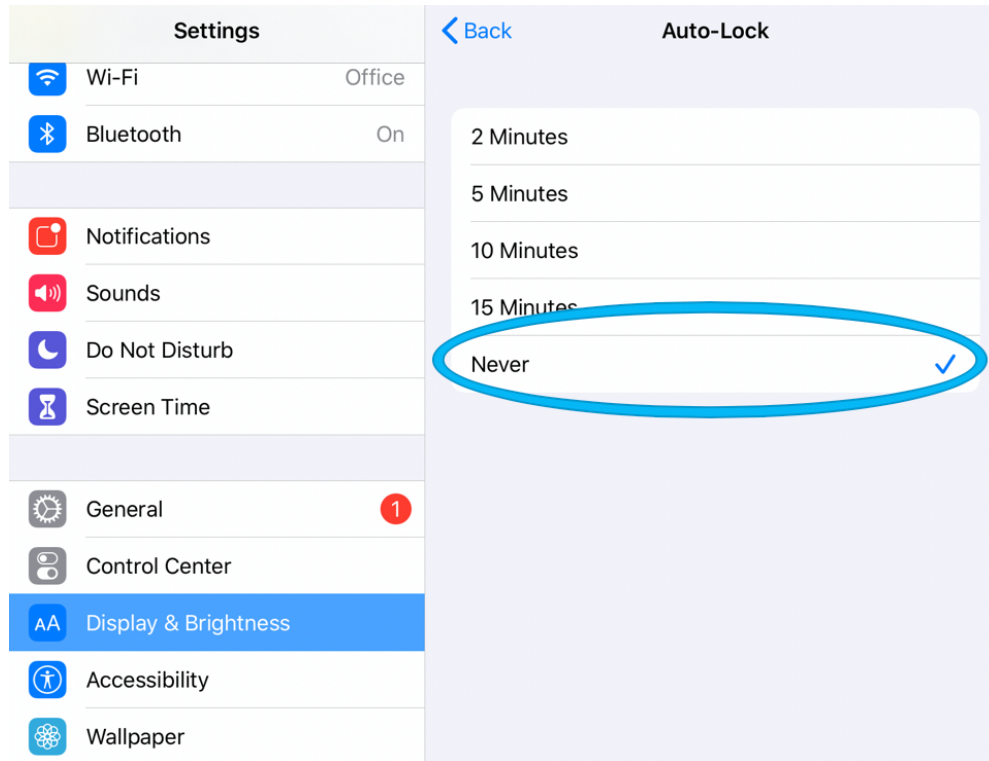 Settings
Wi-Fi Office
Bluetooth On
Notifications
Sounds
Do Not Disturb
Screen Time
General 1
Control Center
AA Display & Brightness
Accessibility
Wallpaper
Back Auto-Lock
2 Minutes
5 Minutes
10 Minutes
15 Minutes
Never